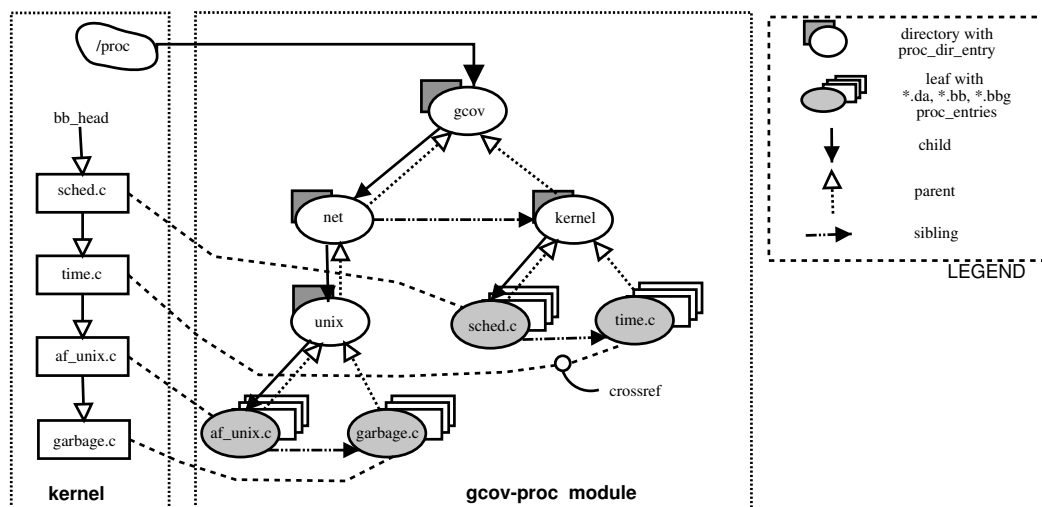 /proc
bb_head
sched.c
time.c
af_unix.c
garbage.c
kernel
gcov
net
kernel
unix
sched.c
time.c
af_unix.c
garbage.c
crossref
gcov-proc module
directory with
proc_dir_entry
leaf with
*.da, *.bb, *.bbg
proc_entries
child
parent
sibling
LEGEND